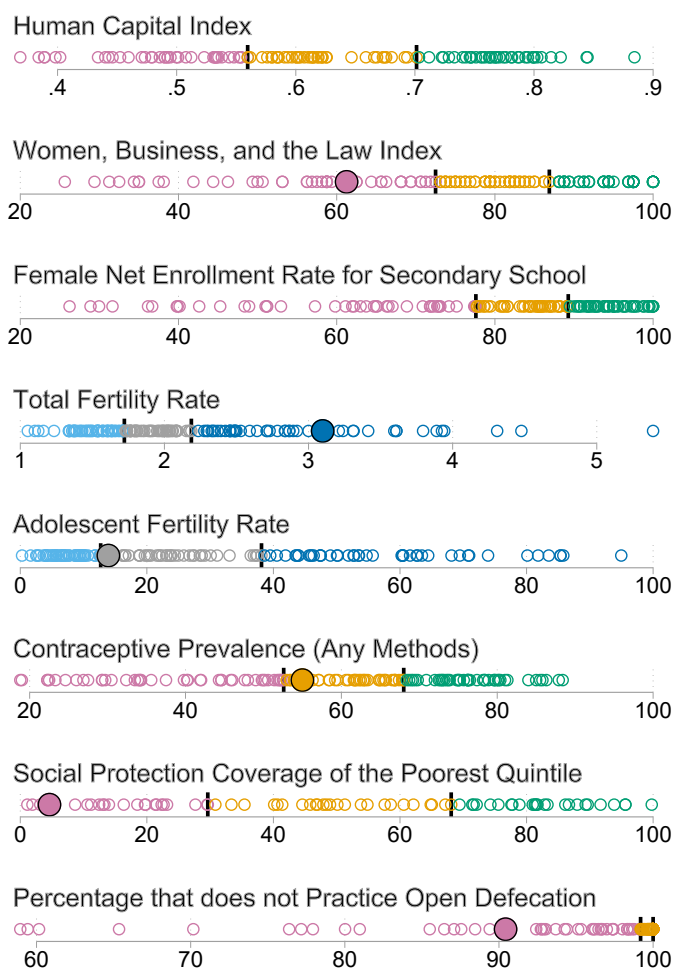 Human Capital Index
.4 .5 .6 .7 .8 .9
Women, Business, and the Law Index
20 40 60 80 100
Female Net Enrollment Rate for Secondary School
20 40 60 80 100
Total Fertility Rate
1 2 3 4 5
Adolescent Fertility Rate
0 20 40 60 80 100
Contraceptive Prevalence (Any Methods)
20 40 60 80 100
Social Protection Coverage of the Poorest Quintile
0 20 40 60 80 100
Percentage that does not Practice Open Defecation
60 70 80 90 100